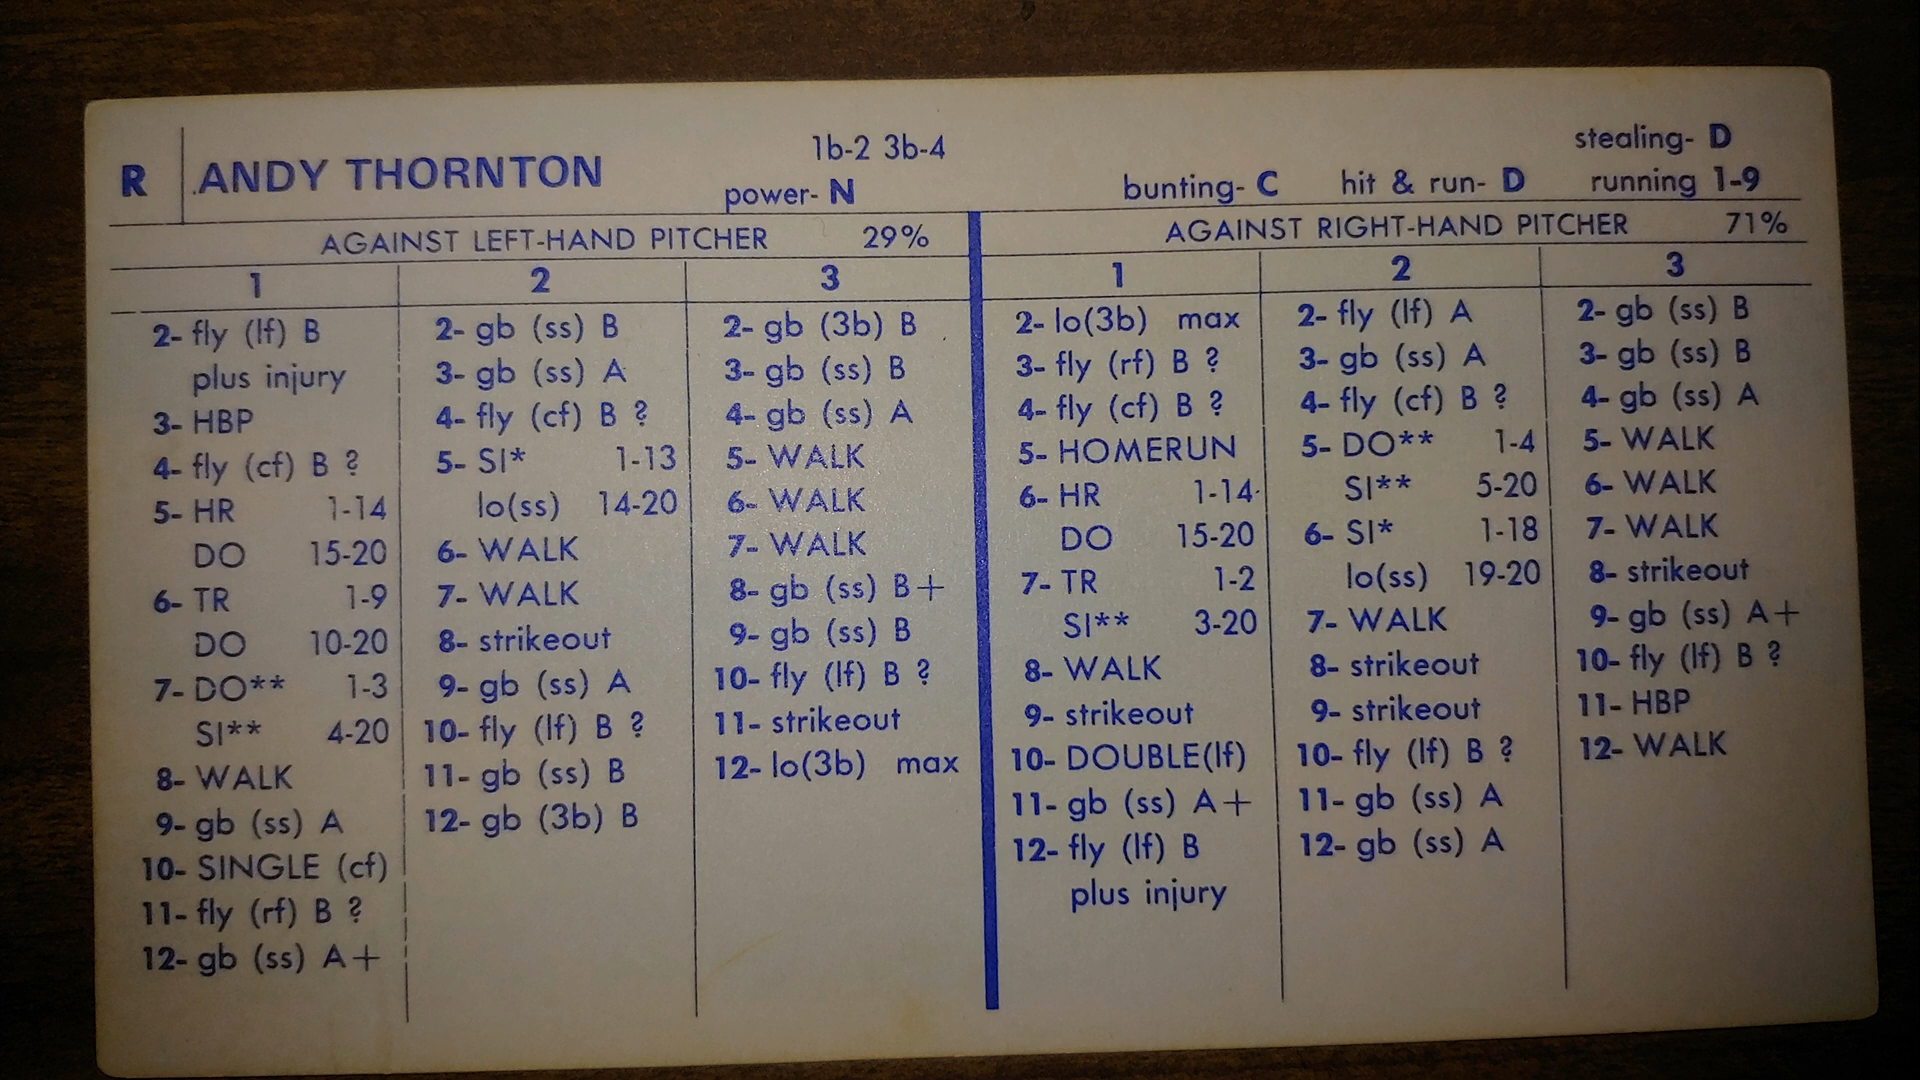 R ANDY THORNTON
1b-2 3b-4
power- N
bunting- C hit & run- D
stealing- D
running 1-9
AGAINST LEFT-HAND PITCHER 29%
1
2- fly (lf) B
plus injury
3- HBP
4- fly (cf) B ?
5- HR 1-14
DO 15-20
6- TR 1-9
DO 10-20
7- DO** 1-3
SI** 4-20
8- WALK
9- gb (ss) A
10- SINGLE (cf)
11- fly (rf) B ?
12- gb (ss) A+
2
2- gb (ss) B
3- gb (ss) A
4- fly (cf) B ?
5- SI* 1-13
lo(ss) 14-20
6- WALK
7- WALK
8- strikeout
9- gb (ss) A
10- fly (lf) B ?
11- gb (ss) B
12- gb (3b) B
3
2- gb (3b) B
3- gb (ss) B
4- gb (ss) A
5- WALK
6- WALK
7- WALK
8- gb (ss) B+
9- gb (ss) B
10- fly (lf) B ?
11- strikeout
12- lo(3b) max
AGAINST RIGHT-HAND PITCHER 71%
1
2- lo(3b) max
3- fly (rf) B ?
4- fly (cf) B ?
5- HOMERUN
6- HR 1-14
DO 15-20
7- TR 1-2
SI** 3-20
8- WALK
9- strikeout
10- DOUBLE(lf)
11- gb (ss) A+
12- fly (lf) B
plus injury
2
2- fly (lf) A
3- gb (ss) A
4- fly (cf) B ?
5- DO** 1-4
SI** 5-20
6- SI* 1-18
lo(ss) 19-20
7- WALK
8- strikeout
9- strikeout
10- fly (lf) B ?
11- gb (ss) A
12- gb (ss) A
3
2- gb (ss) B
3- gb (ss) B
4- gb (ss) A
5- WALK
6- WALK
7- WALK
8- strikeout
9- gb (ss) A+
10- fly (lf) B ?
11- HBP
12- WALK